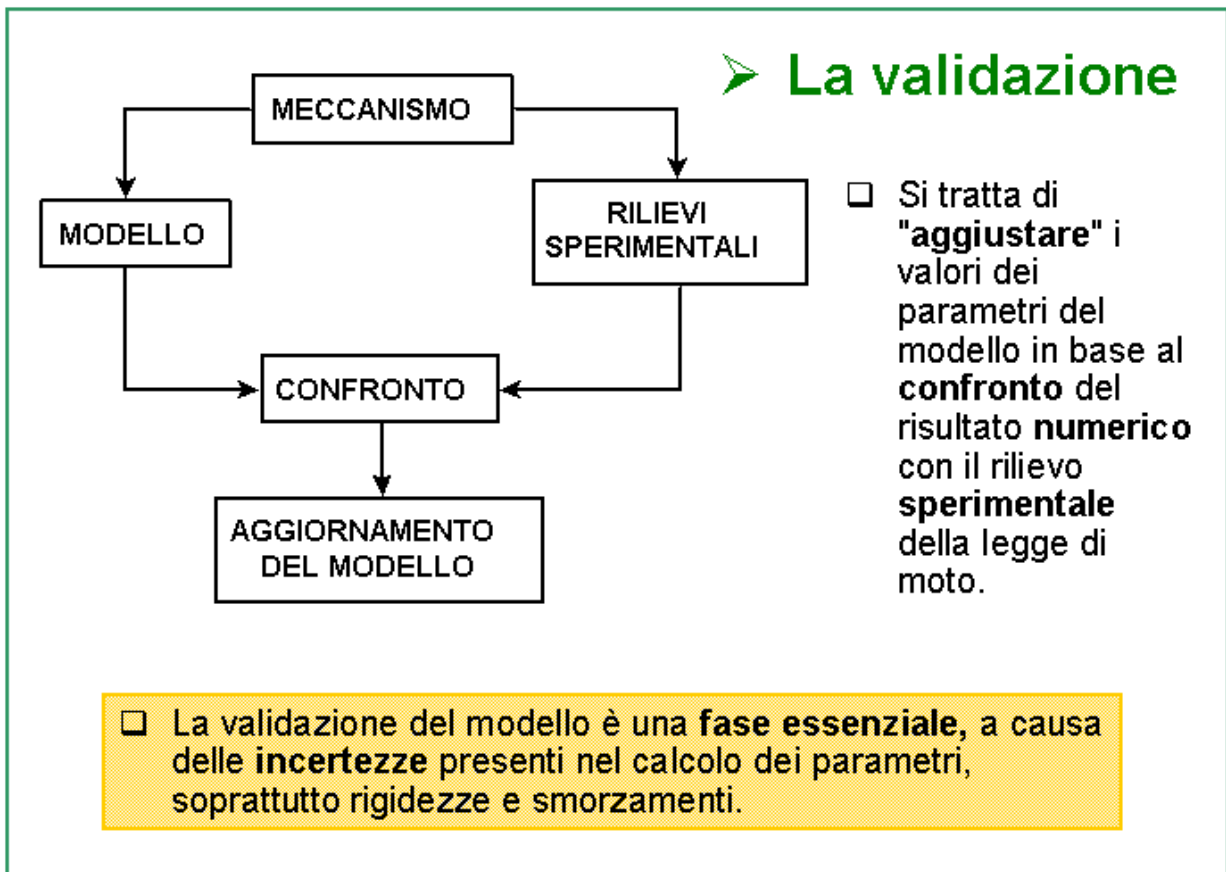 ➢ La validazione
MECCANISMO
MODELLO
RILIEVI
SPERIMENTALI
CONFRONTO
AGGIORNAMENTO
DEL MODELLO
❑ Si tratta di
"aggiustare" i
valori dei
parametri del
modello in base al
confronto del
risultato numerico
con il rilievo
sperimentale
della legge di
moto.
❑ La validazione del modello è una fase essenziale, a causa
delle incertezze presenti nel calcolo dei parametri,
soprattutto rigidezze e smorzamenti.